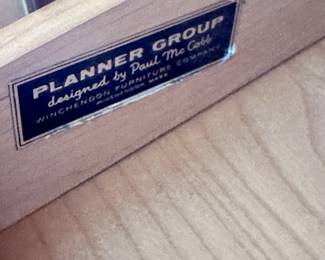 PLANNER GROUP
designed by Paul McCobb
WINCHENDON FURNITURE COMPANY
WINCHENDON MASS.